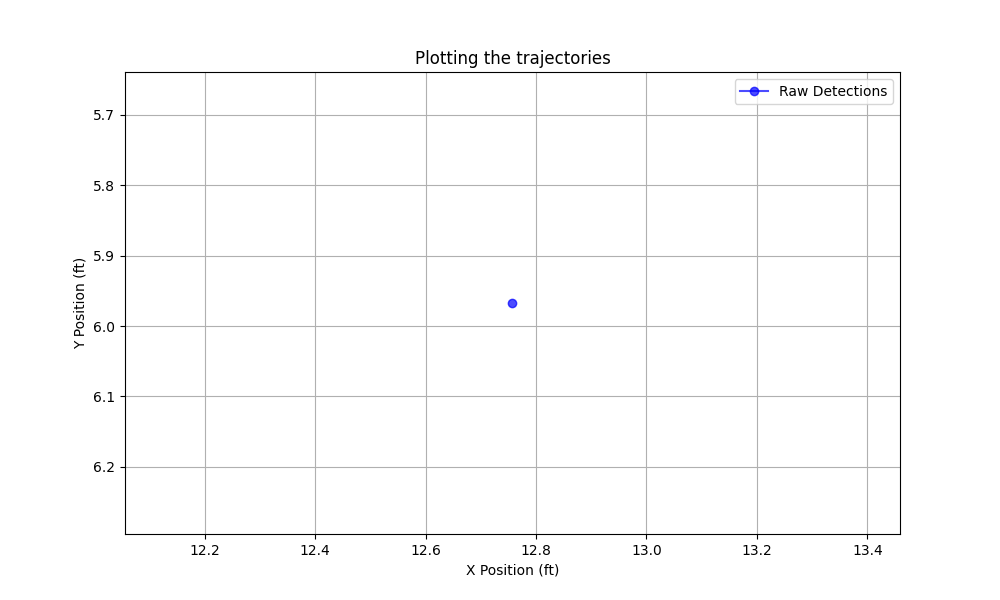 Plotting the trajectories
Raw Detections
Y Position (ft)
5.7
5.8
5.9
6.0
6.1
6.2
12.2 12.4 12.6 12.8 13.0 13.2 13.4
X Position (ft)